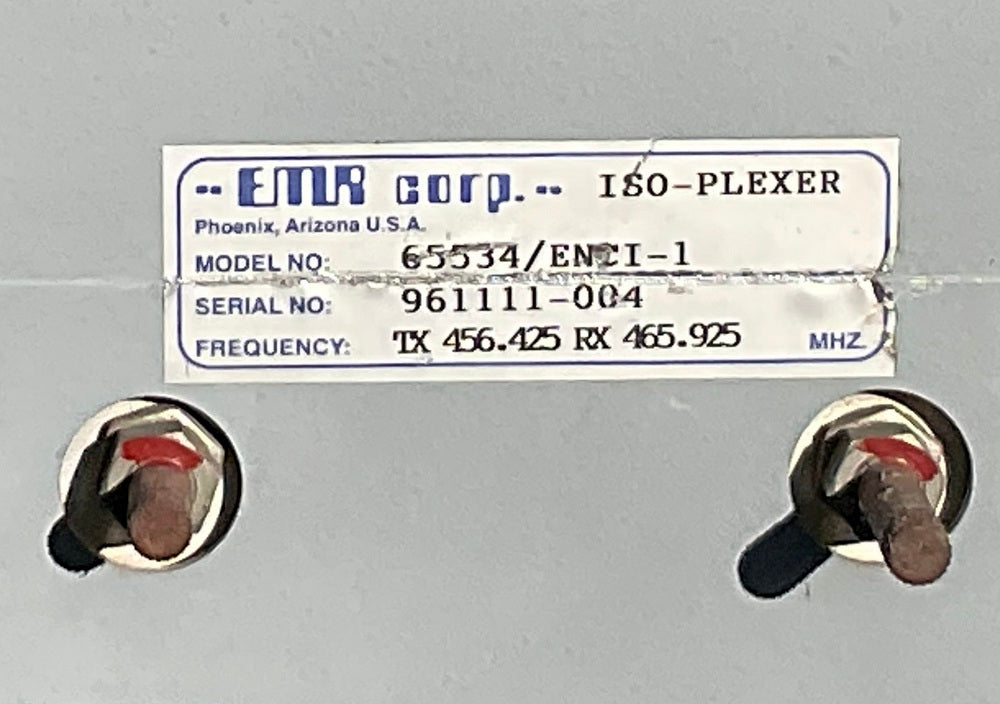 -- EMR corp. -- ISO-PLEXER
Phoenix, Arizona U.S.A.
MODEL NO: 65534/ENCI-1
SERIAL NO: 961111-004
FREQUENCY: TX 456.425 RX 465.925 MHZ